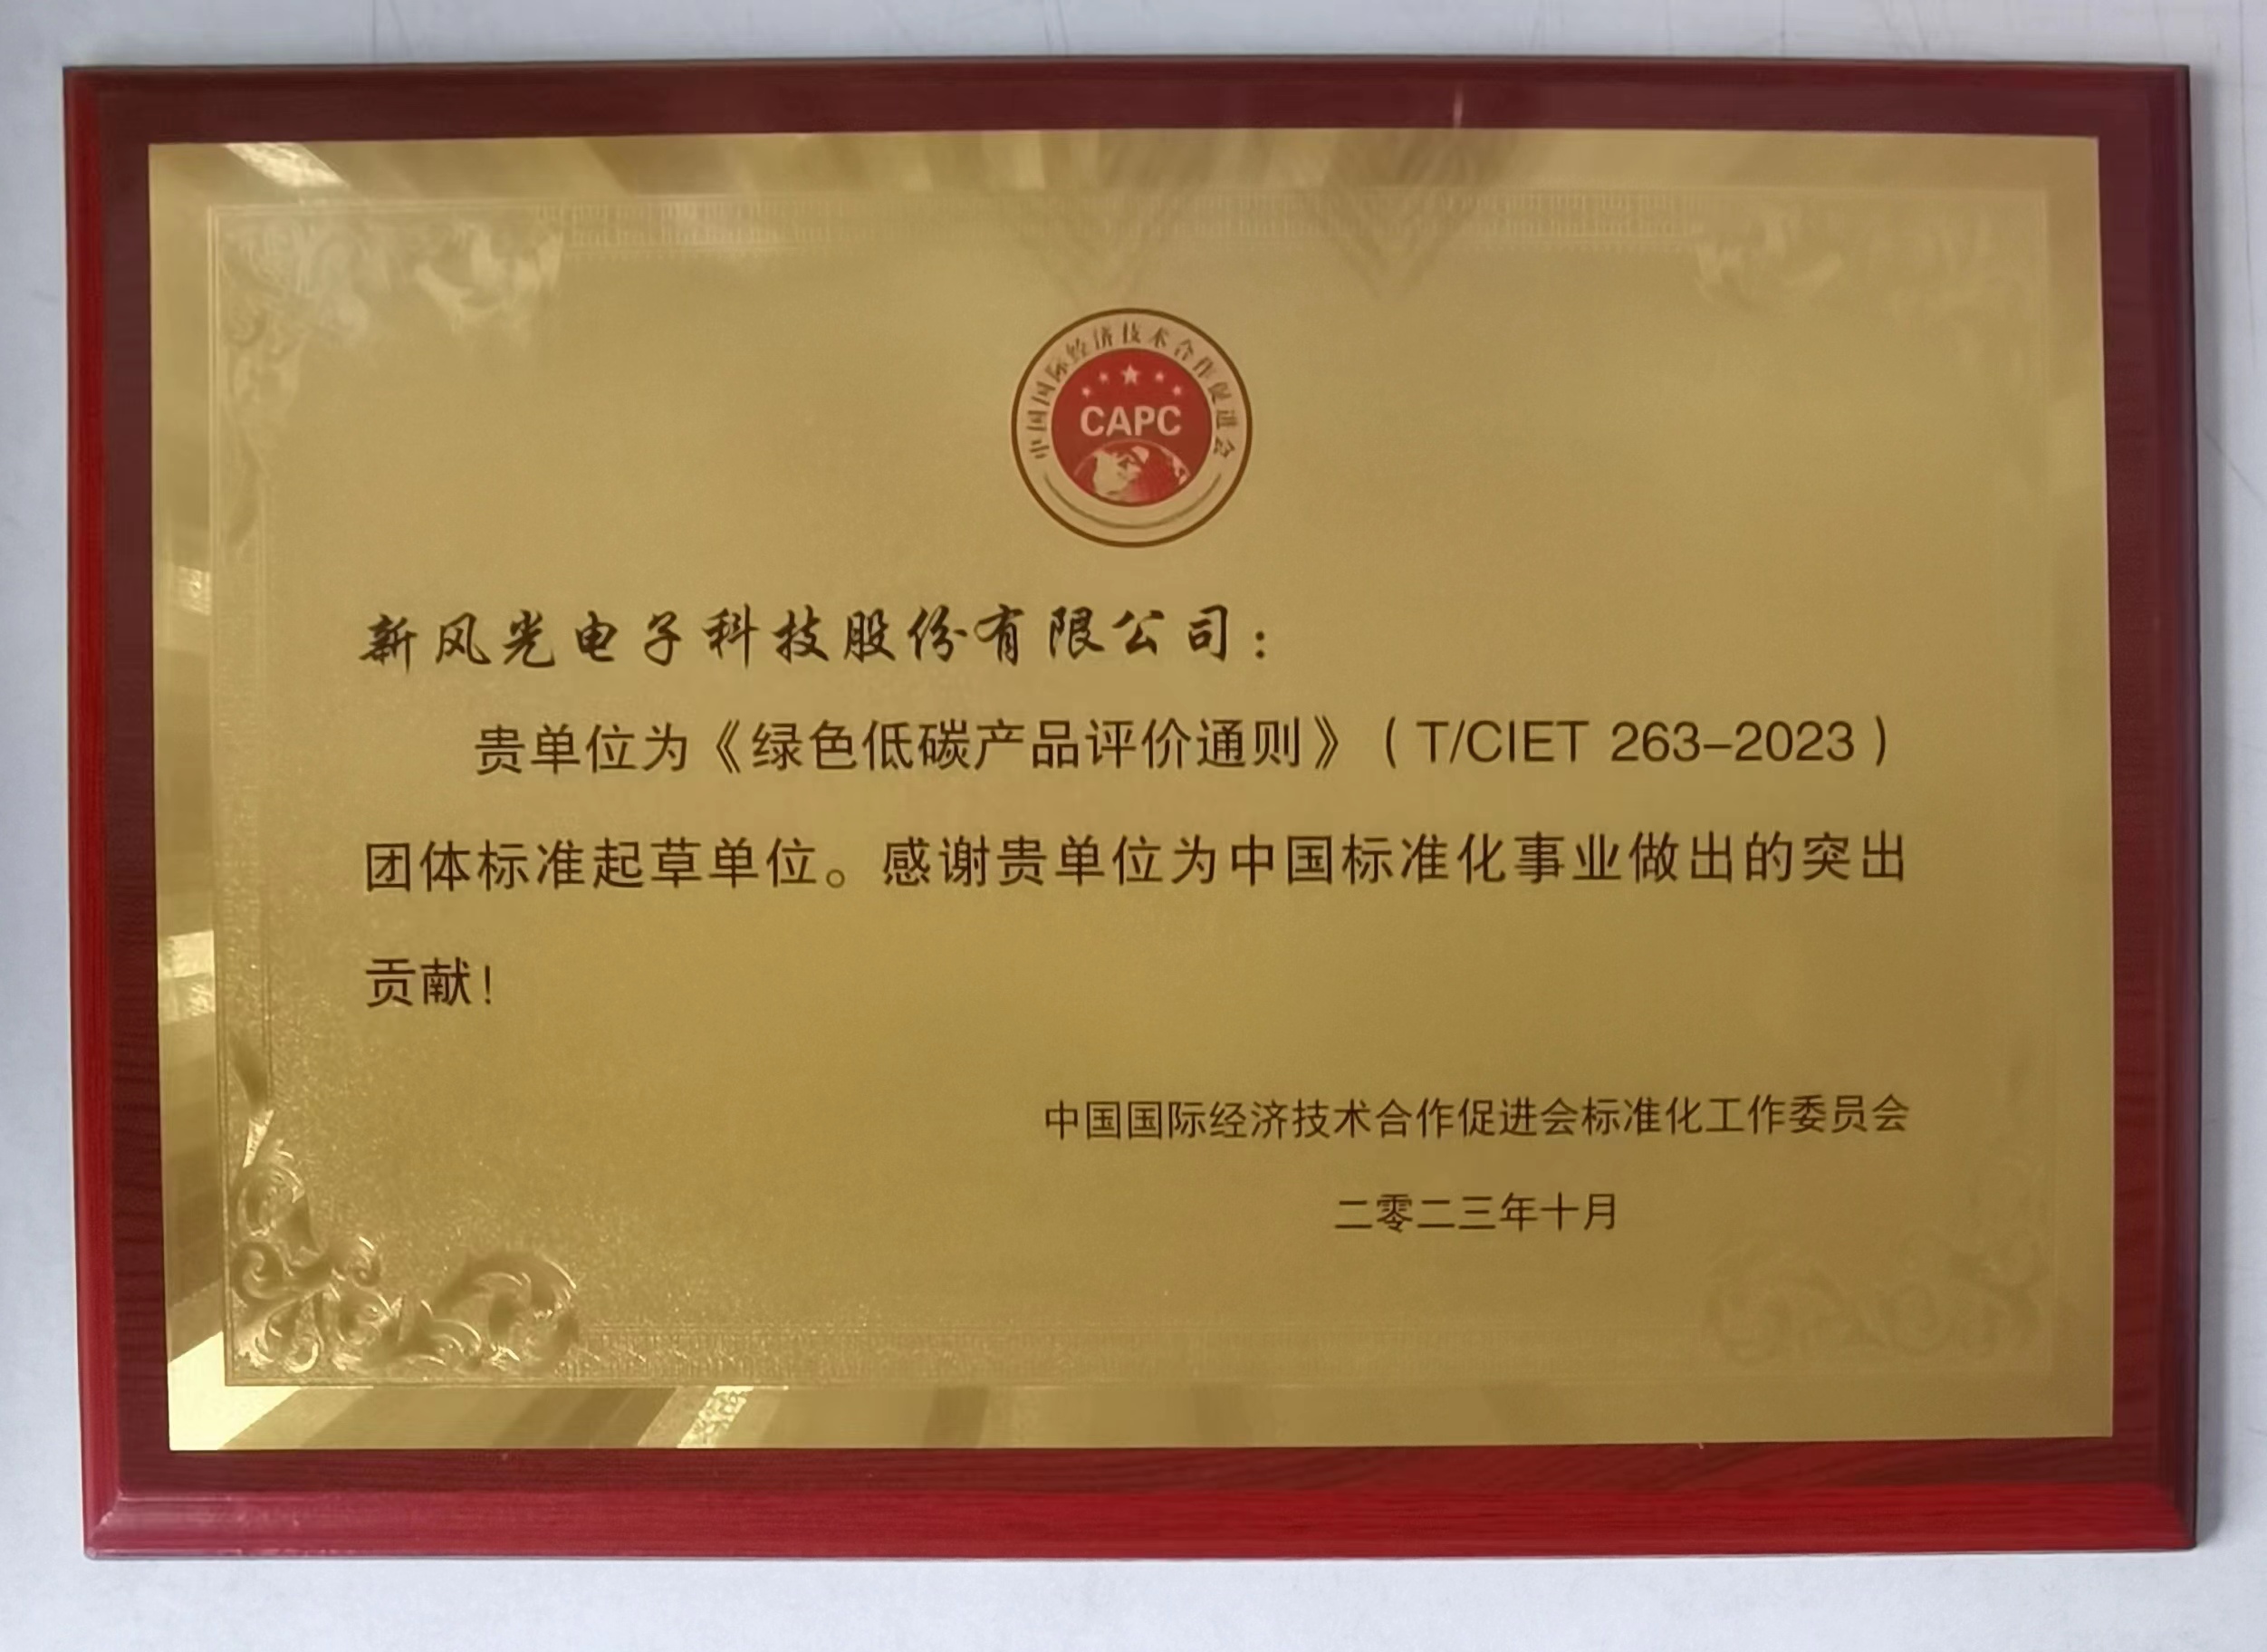 中国国际经济技术合作促进会
CAPC
新风光电子科技股份有限公司：
贵单位为《绿色低碳产品评价通则》（T/CIET 263-2023）
团体标准起草单位。感谢贵单位为中国标准化事业做出的突出
贡献！
中国国际经济技术合作促进会标准化工作委员会
二零二三年十月